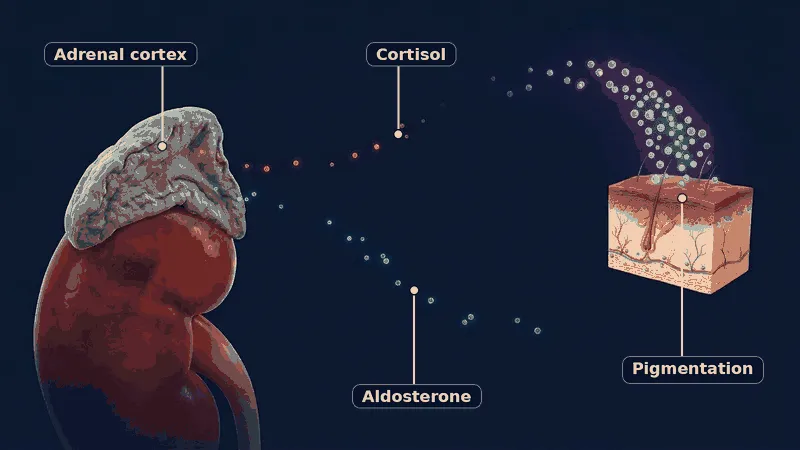 Adrenal cortex
Cortisol
Aldosterone
Pigmentation